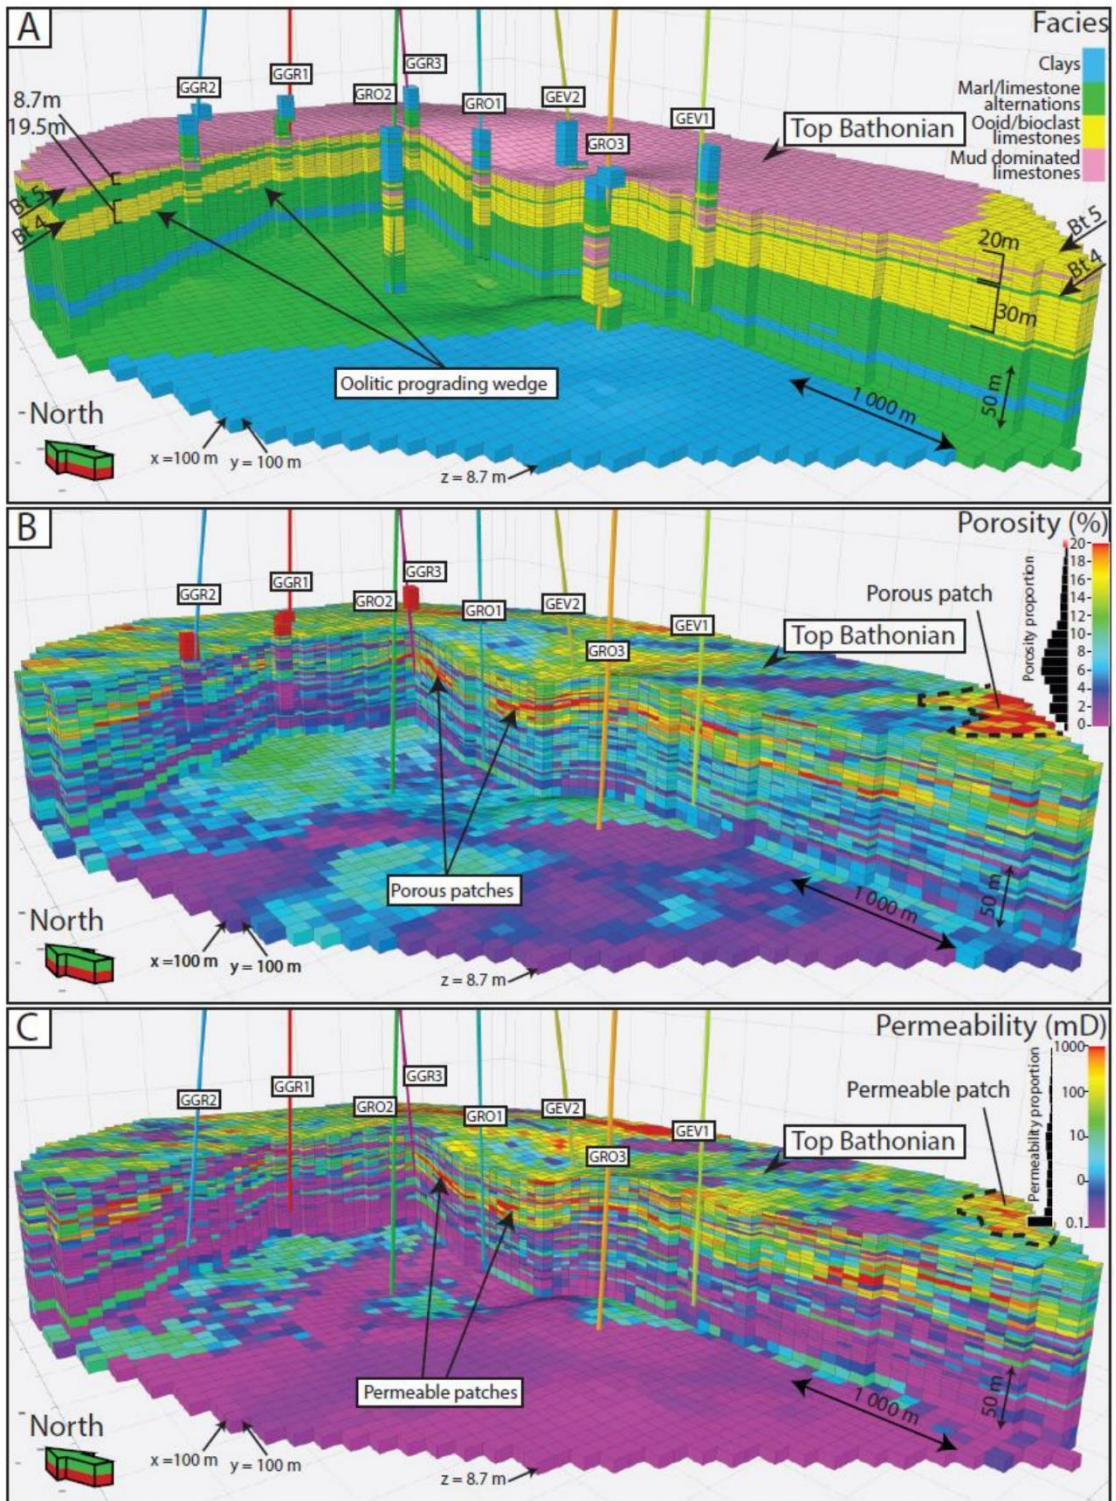 A
Facies
Clays
Marl/limestone
alternations
Ooid/bioclast
limestones
Mud dominated
limestones
GGR2
GGR1
GRO2
GGR3
GRO1
GEV2
GRO3
GEV1
Top Bathonian
8.7m
19.5m
Bt 5
Bt 4
Bt 5
Bt 4
20m
30m
50 m
1 000 m
Oolitic prograding wedge
North
x =100 m
y = 100 m
z = 8.7 m
B
Porosity (%)
Porosity proportion
20
18
16
14
12
10
8
6
4
2
0
Porous patch
GGR2
GGR1
GRO2
GGR3
GRO1
GEV2
GRO3
GEV1
Top Bathonian
Porous patches
50 m
1 000 m
North
x =100 m
y = 100 m
z = 8.7 m
C
Permeability (mD)
Permeability proportion
1000
100
10
0
0.1
Permeable patch
GGR2
GGR1
GRO2
GGR3
GRO1
GEV2
GRO3
GEV1
Top Bathonian
Permeable patches
50 m
1 000 m
North
x =100 m
y = 100 m
z = 8.7 m